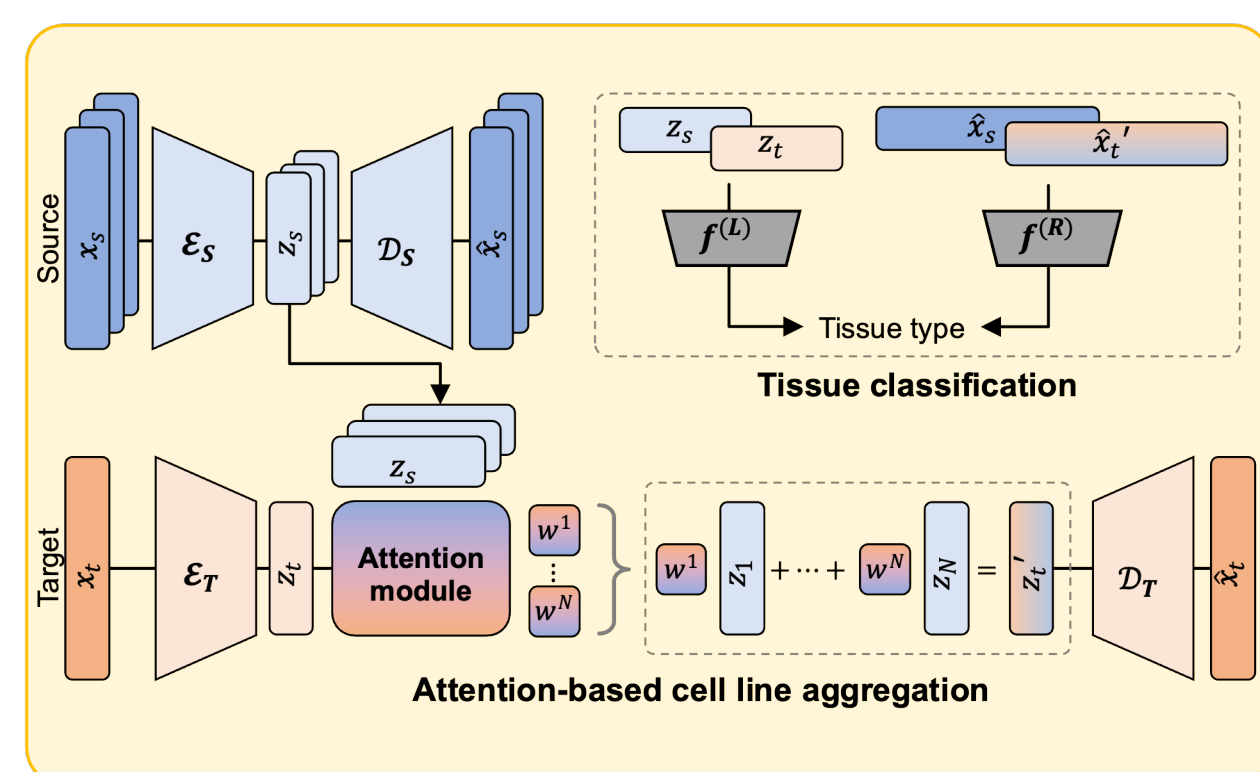 Source
x_s
ℰ_S
z_s
𝒟_S
x̂_s
z_s
z_t
x̂_s
x̂_t′
f^(L)
f^(R)
Tissue type
Tissue classification
z_s
Target
x_t
ℰ_T
z_t
Attention
module
w^1
⋮
w^N
w^1 z_1 + ⋯ + w^N z_N = z_t′
𝒟_T
x̂_t
Attention-based cell line aggregation